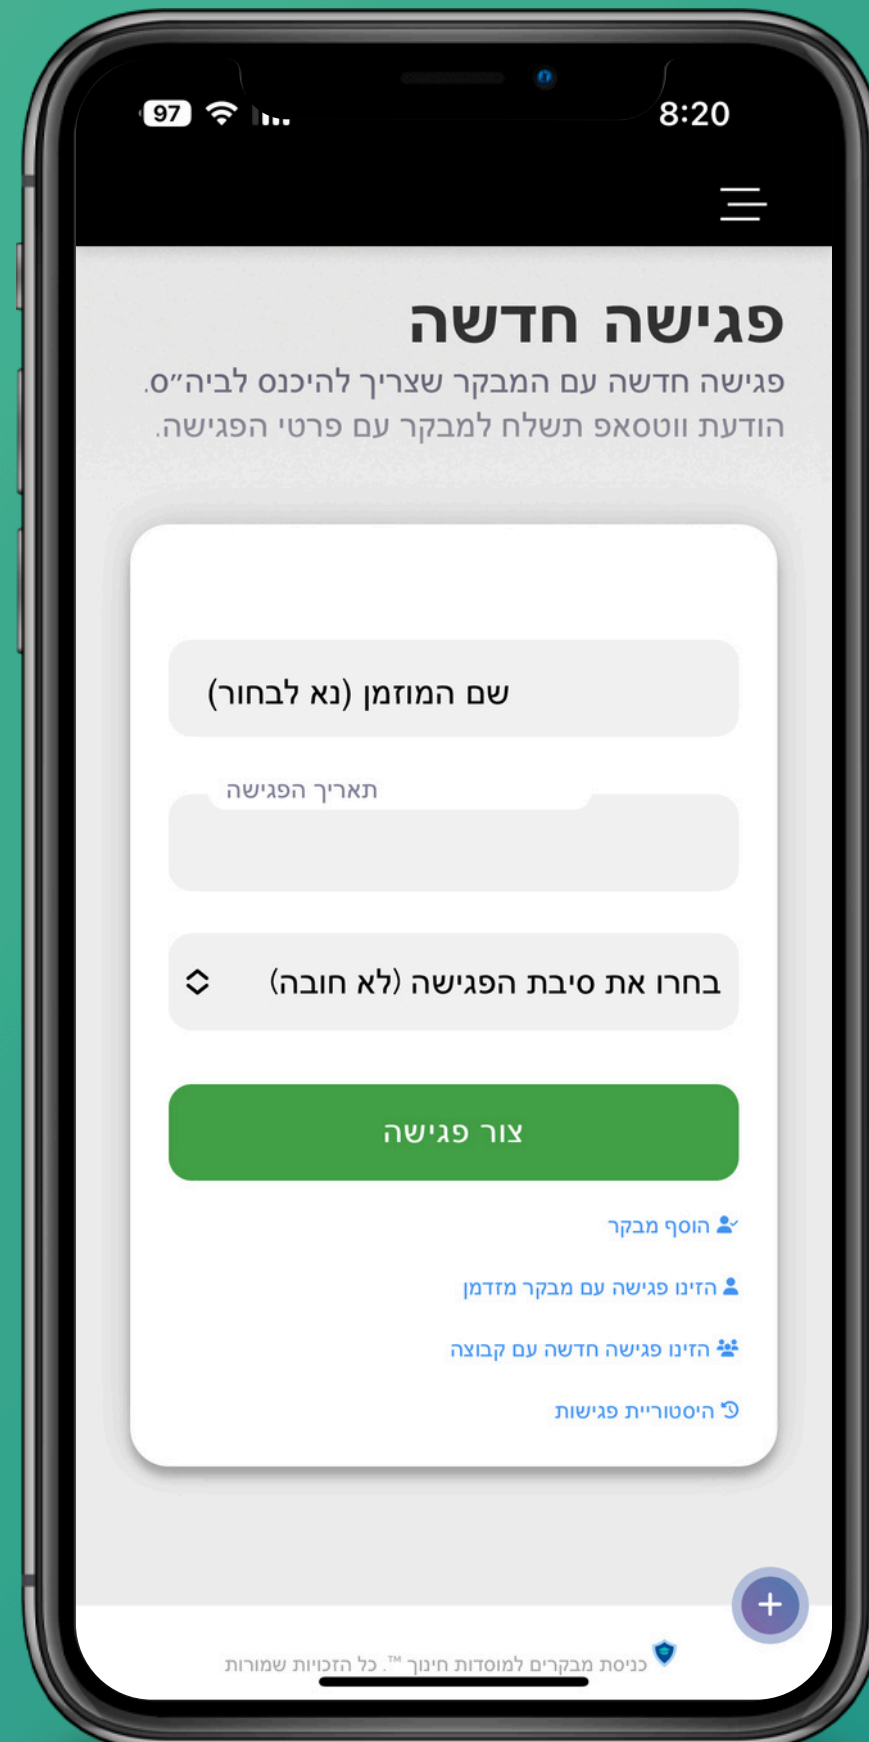 97
8:20
פגישה חדשה
פגישה חדשה עם המבקר שצריך להיכנס לביה״ס.
הודעת ווטסאפ תשלח למבקר עם פרטי הפגישה.
שם המוזמן (נא לבחור)
תאריך הפגישה
בחרו את סיבת הפגישה (לא חובה)
צור פגישה
הוסף מבקר
הזינו פגישה עם מבקר מזדמן
הזינו פגישה חדשה עם קבוצה
היסטוריית פגישות
+
כניסת מבקרים למוסדות חינוך ™. כל הזכויות שמורות